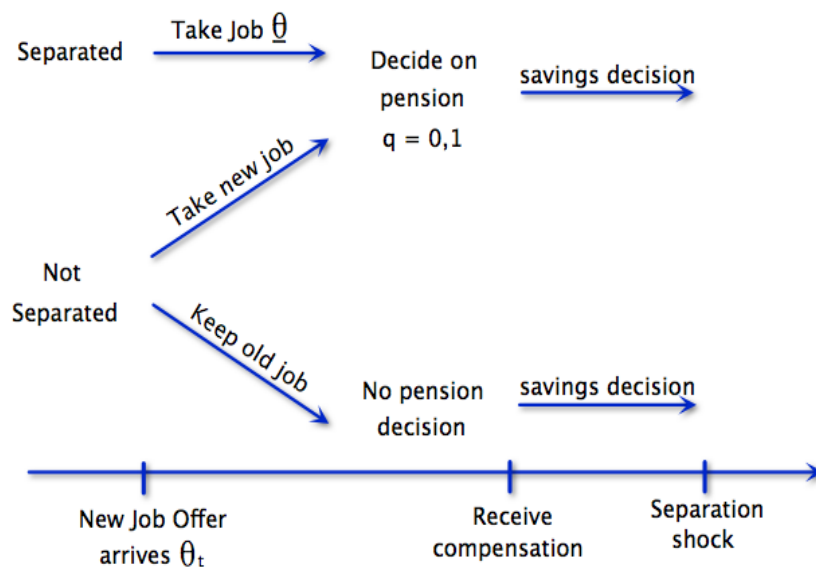 Separated
Take Job θ
Decide on
pension
q = 0,1
savings decision
Take new job
Not
Separated
Keep old job
No pension
decision
savings decision
New Job Offer
arrives θt
Receive
compensation
Separation
shock